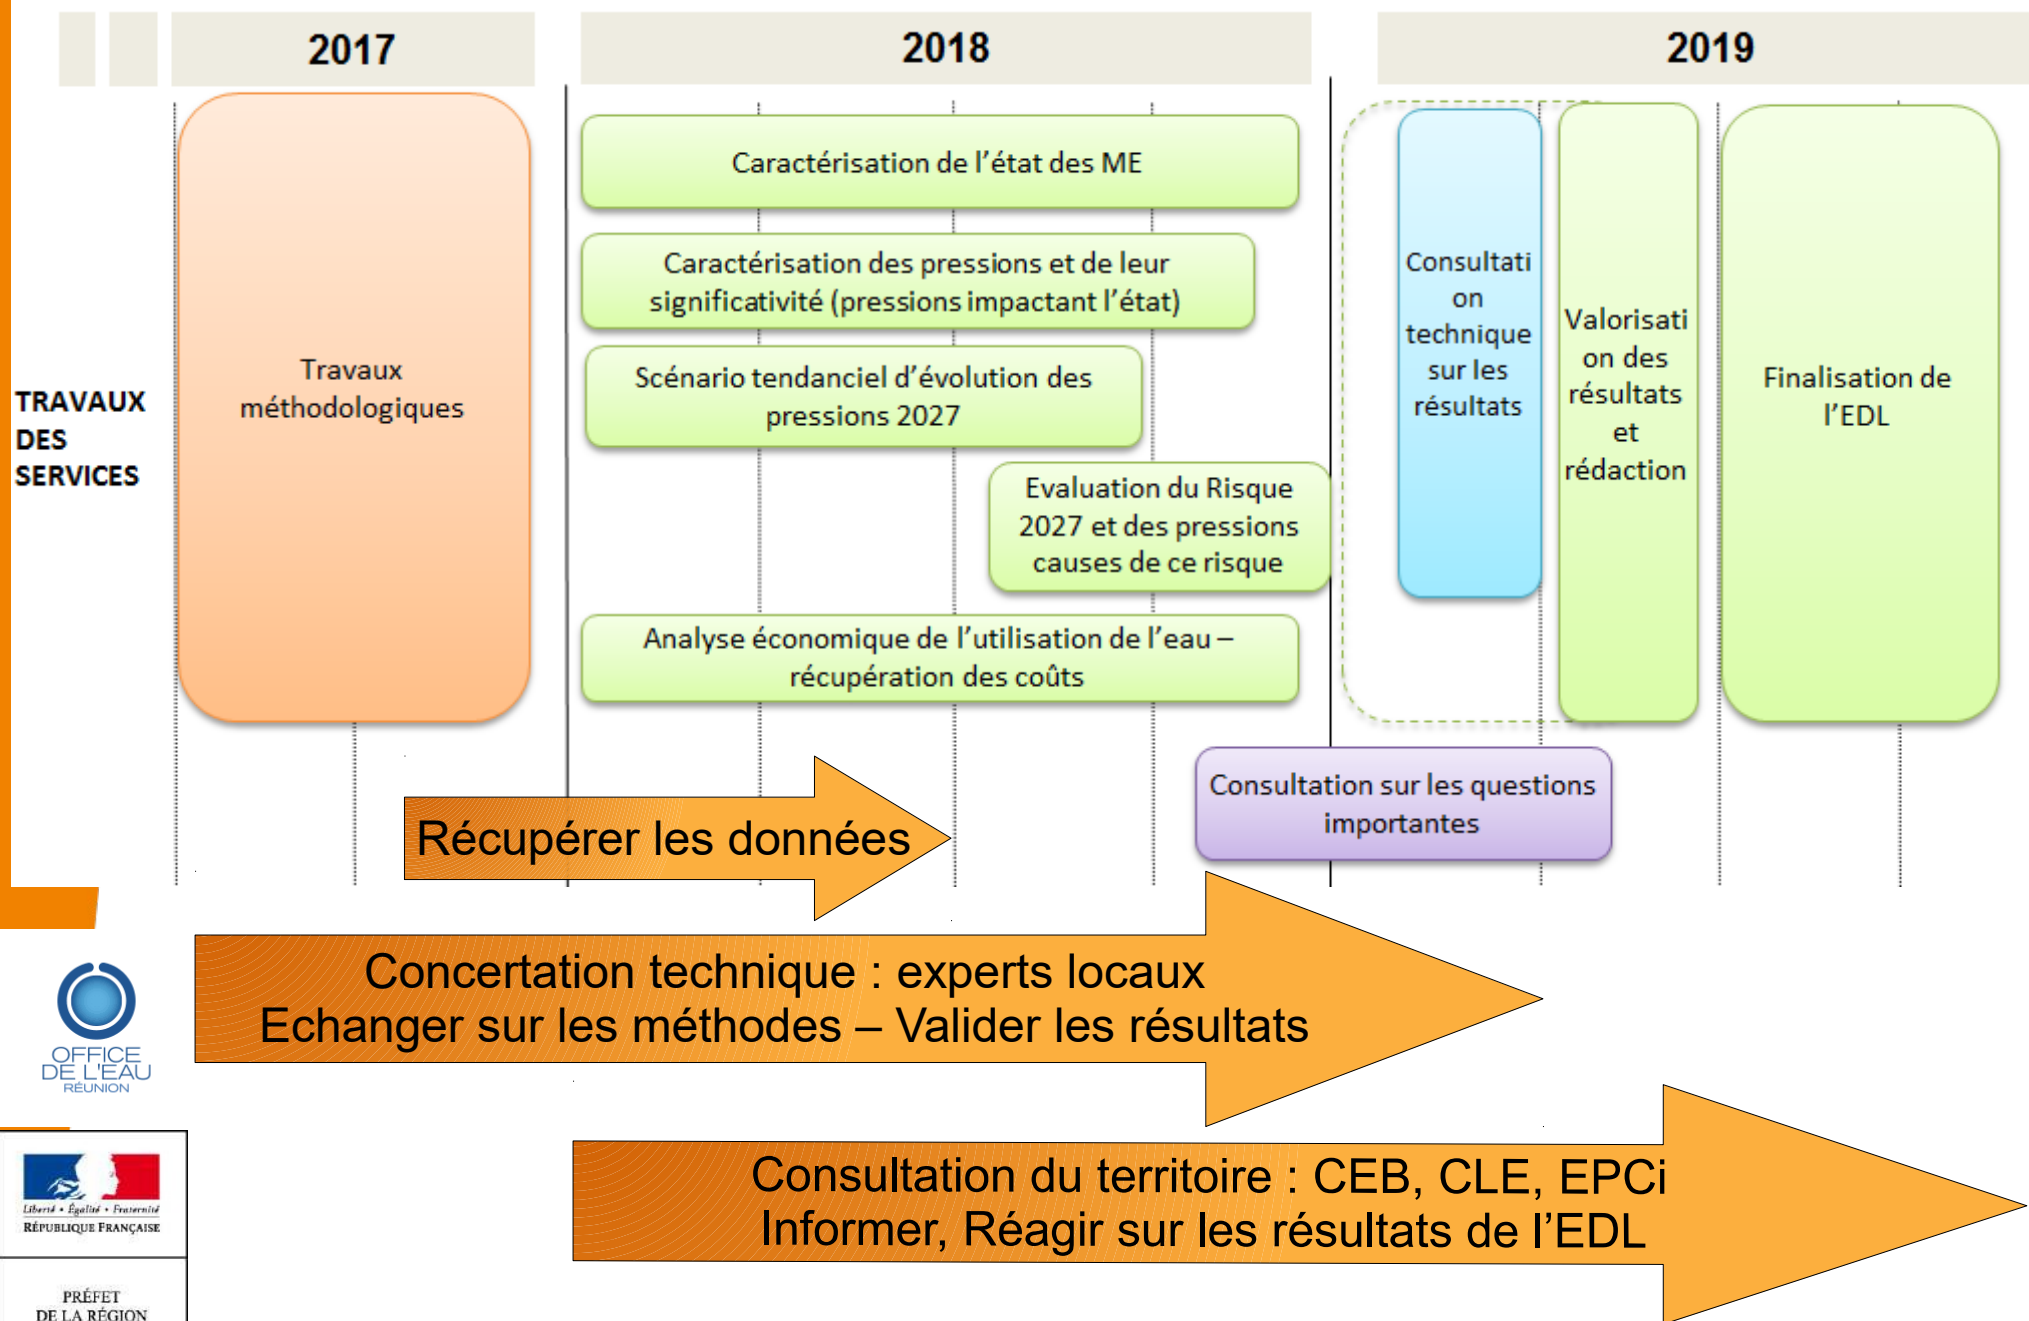 2017
2018
2019
TRAVAUX
DES
SERVICES
Travaux
méthodologiques
Caractérisation de l'état des ME
Caractérisation des pressions et de leur
significativité (pressions impactant l'état)
Scénario tendanciel d'évolution des
pressions 2027
Evaluation du Risque
2027 et des pressions
causes de ce risque
Analyse économique de l'utilisation de l'eau –
récupération des coûts
Consultati
on
technique
sur les
résultats
Valorisati
on des
résultats
et
rédaction
Finalisation de
l'EDL
Consultation sur les questions
importantes
Récupérer les données
Concertation technique : experts locaux
Echanger sur les méthodes – Valider les résultats
Consultation du territoire : CEB, CLE, EPCi
Informer, Réagir sur les résultats de l'EDL
OFFICE
DE L'EAU
RÉUNION
Liberté • Égalité • Fraternité
RÉPUBLIQUE FRANÇAISE
PRÉFET
DE LA RÉGION